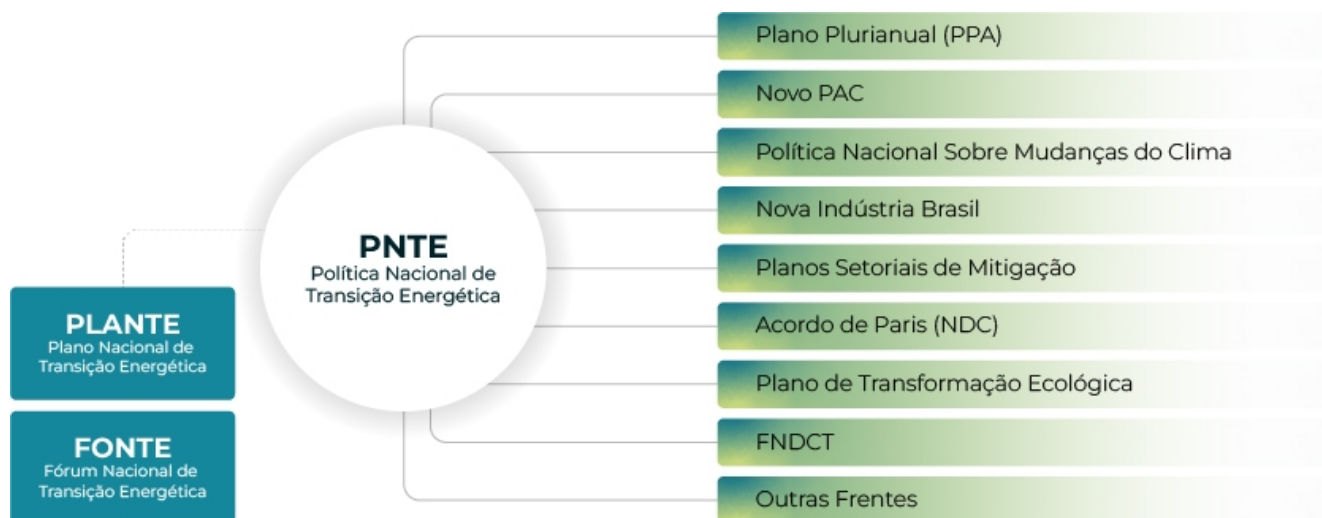 Plano Plurianual (PPA)
Novo PAC
Política Nacional Sobre Mudanças do Clima
Nova Indústria Brasil
Planos Setoriais de Mitigação
Acordo de Paris (NDC)
Plano de Transformação Ecológica
FNDCT
Outras Frentes
PNTE
Política Nacional de
Transição Energética
PLANTE
Plano Nacional de
Transição Energética
FONTE
Fórum Nacional de
Transição Energética